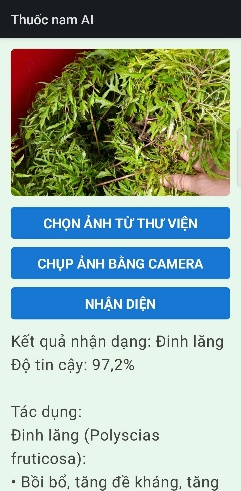 Thuốc nam AI
CHỌN ẢNH TỪ THƯ VIỆN
CHỤP ẢNH BẰNG CAMERA
NHẬN DIỆN
Kết quả nhận dạng: Đinh lăng
Độ tin cậy: 97,2%
Tác dụng:
Đinh lăng (Polyscias
fruticosa):
• Bồi bổ, tăng đề kháng, tăng